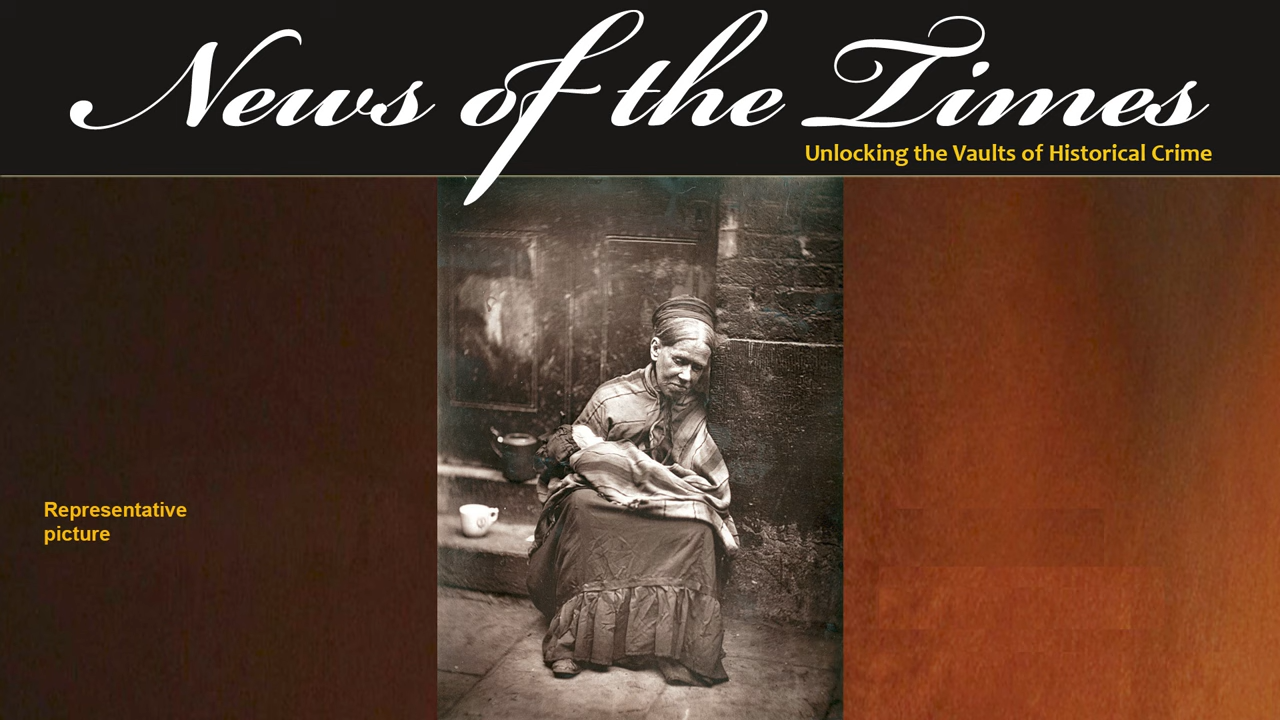 News of the Times
Unlocking the Vaults of Historical Crime
Representative
picture